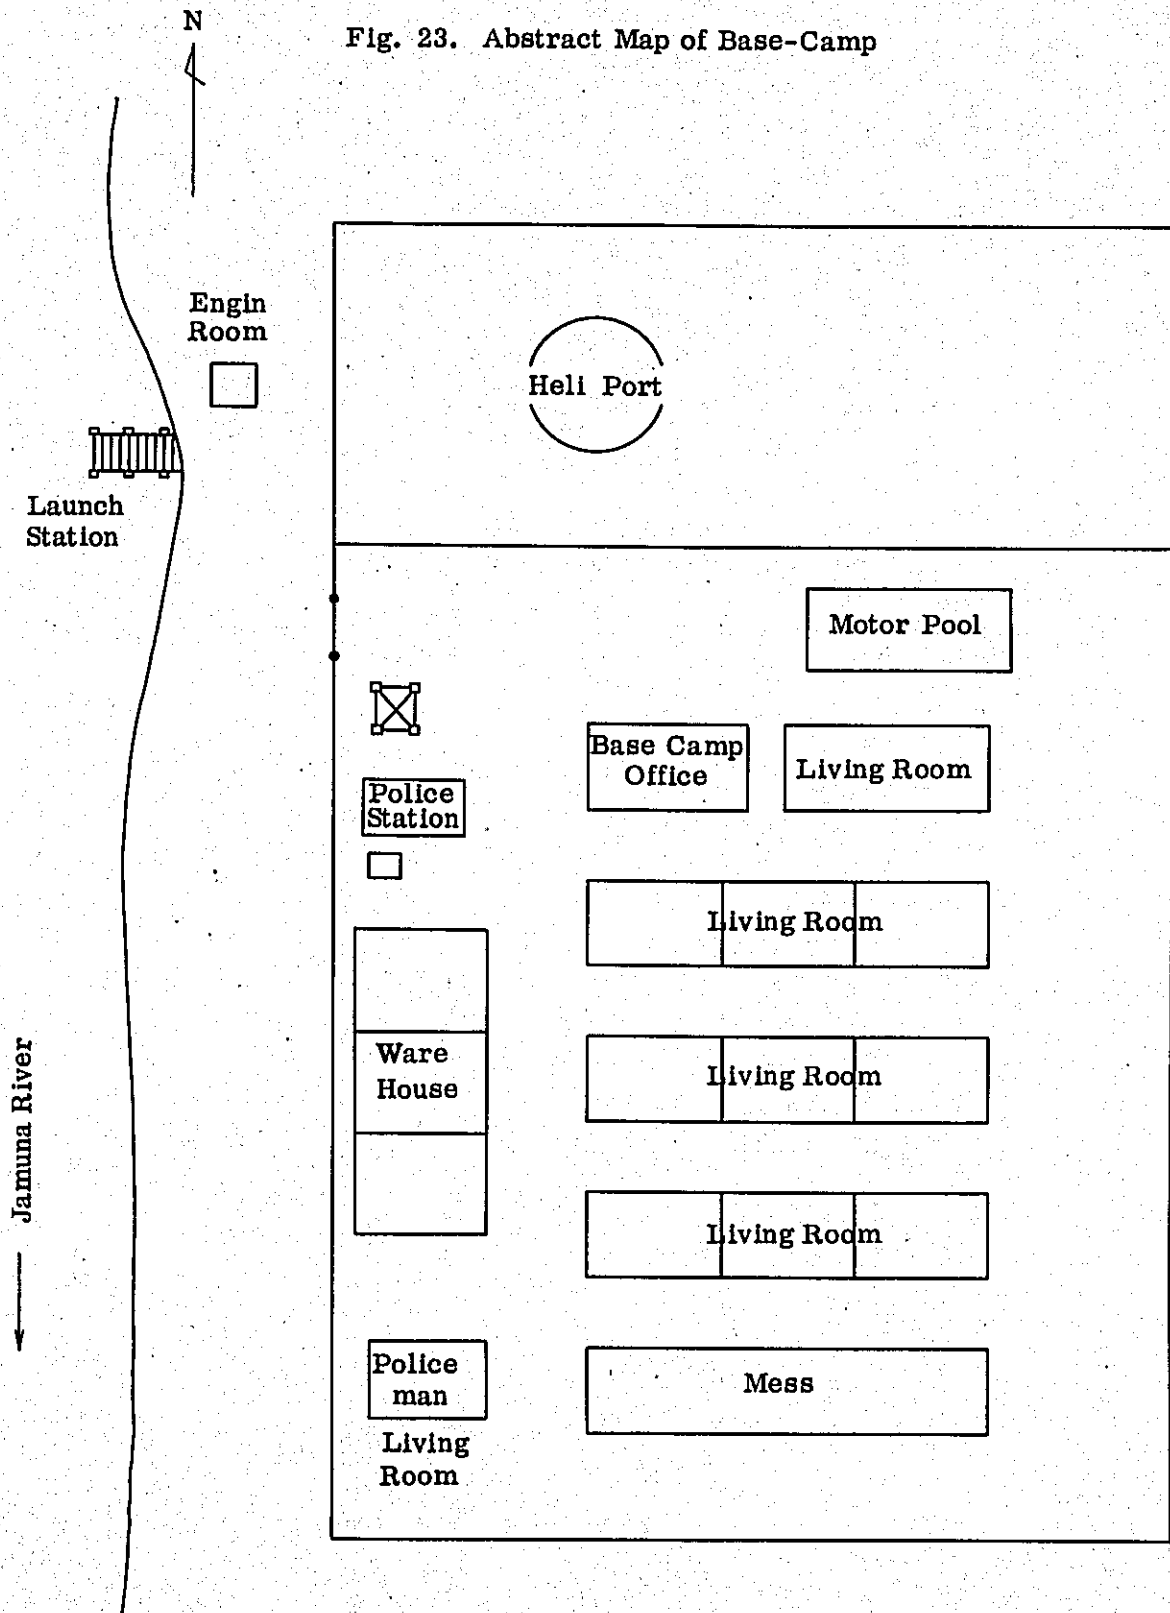 N
Fig. 23. Abstract Map of Base-Camp
Engin
Room
Heli Port
Launch
Station
Motor Pool
Base Camp
Office
Living Room
Police
Station
Living Room
Ware
House
Living Room
Jamuna River
Living Room
Police
man
Living
Room
Mess